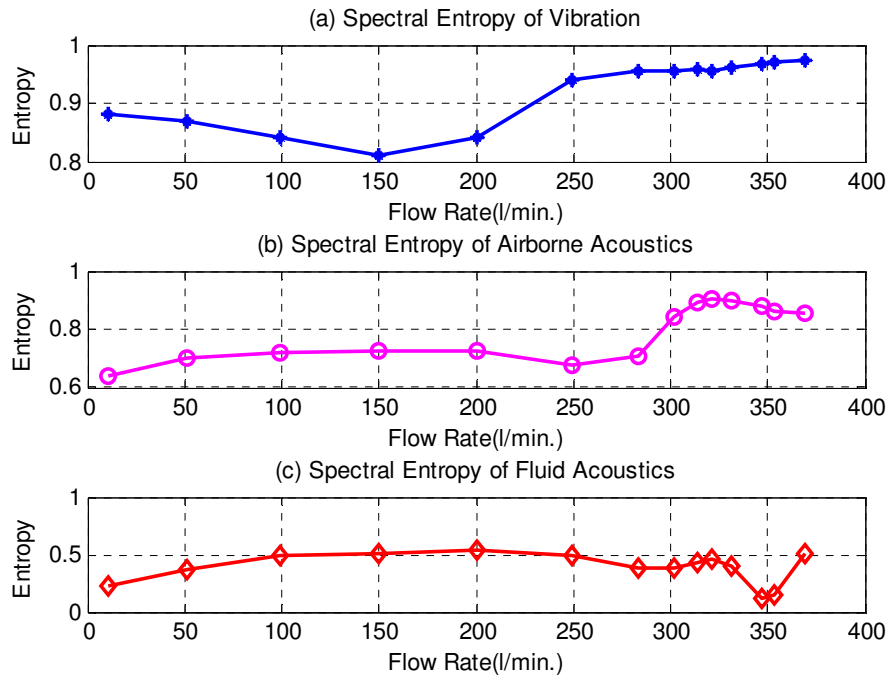 (a) Spectral Entropy of Vibration
1
0.9
0.8
Entropy
0 50 100 150 200 250 300 350 400
Flow Rate(l/min.)
(b) Spectral Entropy of Airborne Acoustics
1
0.8
0.6
Entropy
0 50 100 150 200 250 300 350 400
Flow Rate(l/min.)
(c) Spectral Entropy of Fluid Acoustics
1
0.5
0
Entropy
0 50 100 150 200 250 300 350 400
Flow Rate(l/min.)